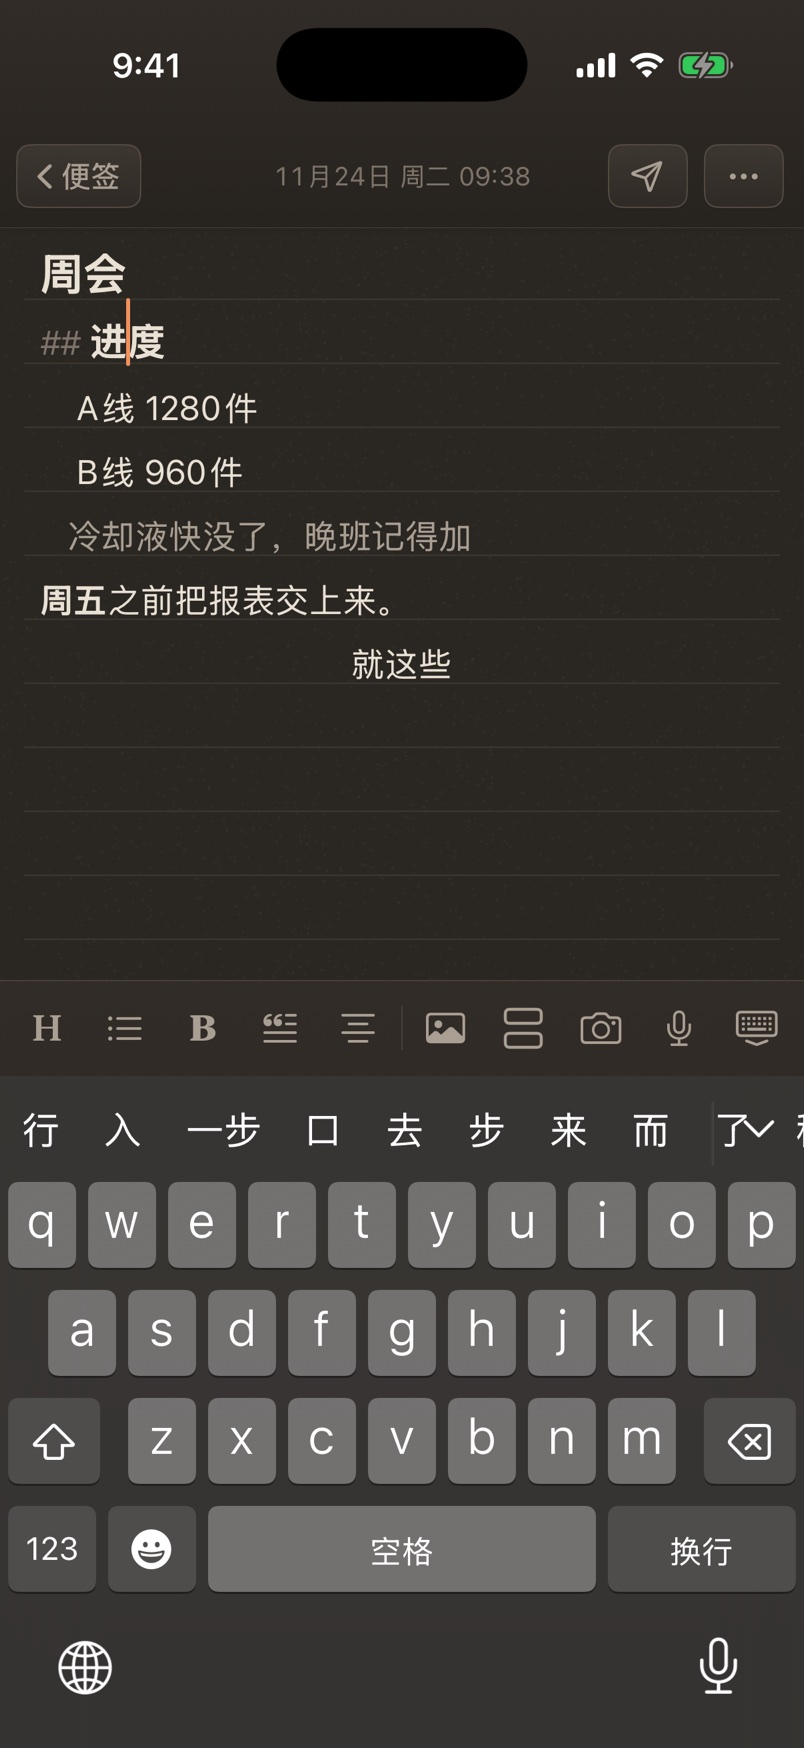 9:41
便签
11月24日 周二 09:38
周会
## 进度
A线 1280件
B线 960件
冷却液快没了，晚班记得加
周五之前把报表交上来。
就这些
H B
行 入 一步 口 去 步 来 而 了
q w e r t y u i o p
a s d f g h j k l
z x c v b n m
123 空格 换行